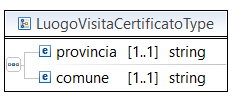 LuogoVisitaCertificatoType
e provincia [1..1] string
e comune [1..1] string